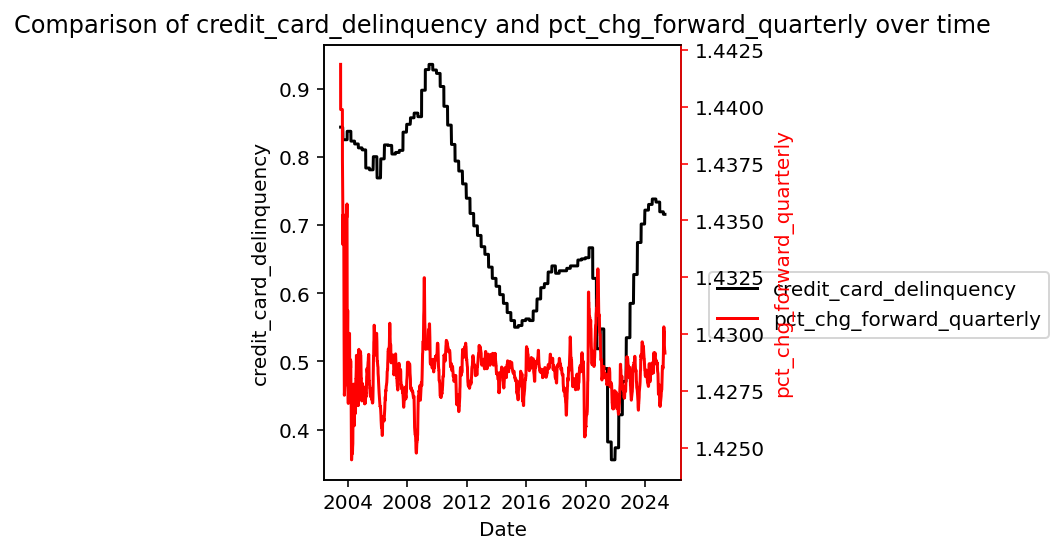 Comparison of credit_card_delinquency and pct_chg_forward_quarterly over time
0.9
0.8
0.7
0.6
0.5
0.4
credit_card_delinquency
1.4425
1.4400
1.4375
1.4350
1.4325
1.4300
1.4275
1.4250
pct_chg_forward_quarterly
credit_card_delinquency
pct_chg_forward_quarterly
2004 2008 2012 2016 2020 2024
Date